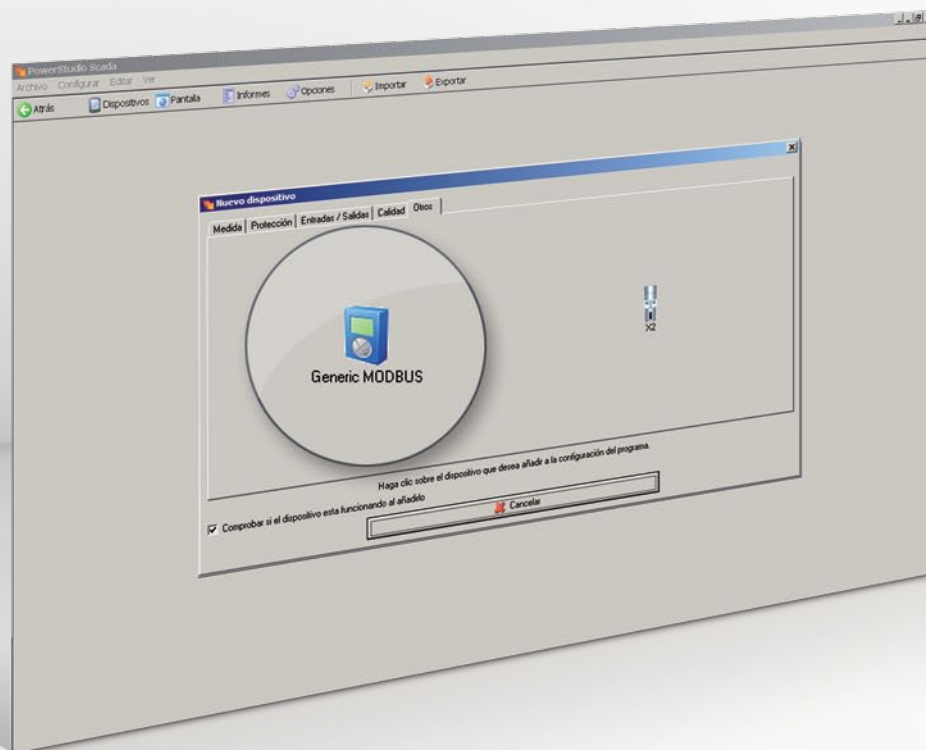 PowerStudio Scada
Archivo Configurar Editar Ver
Atrás Dispositivos Pantalla Informes Opciones Importar Exportar
Nuevo dispositivo
Medida Protección Entradas / Salidas Calidad Otros
Generic MODBUS
X2
Haga clic sobre el dispositivo que desea añadir a la configuración del programa.
Comprobar si el dispositivo esta funcionando al añadirlo
Cancelar